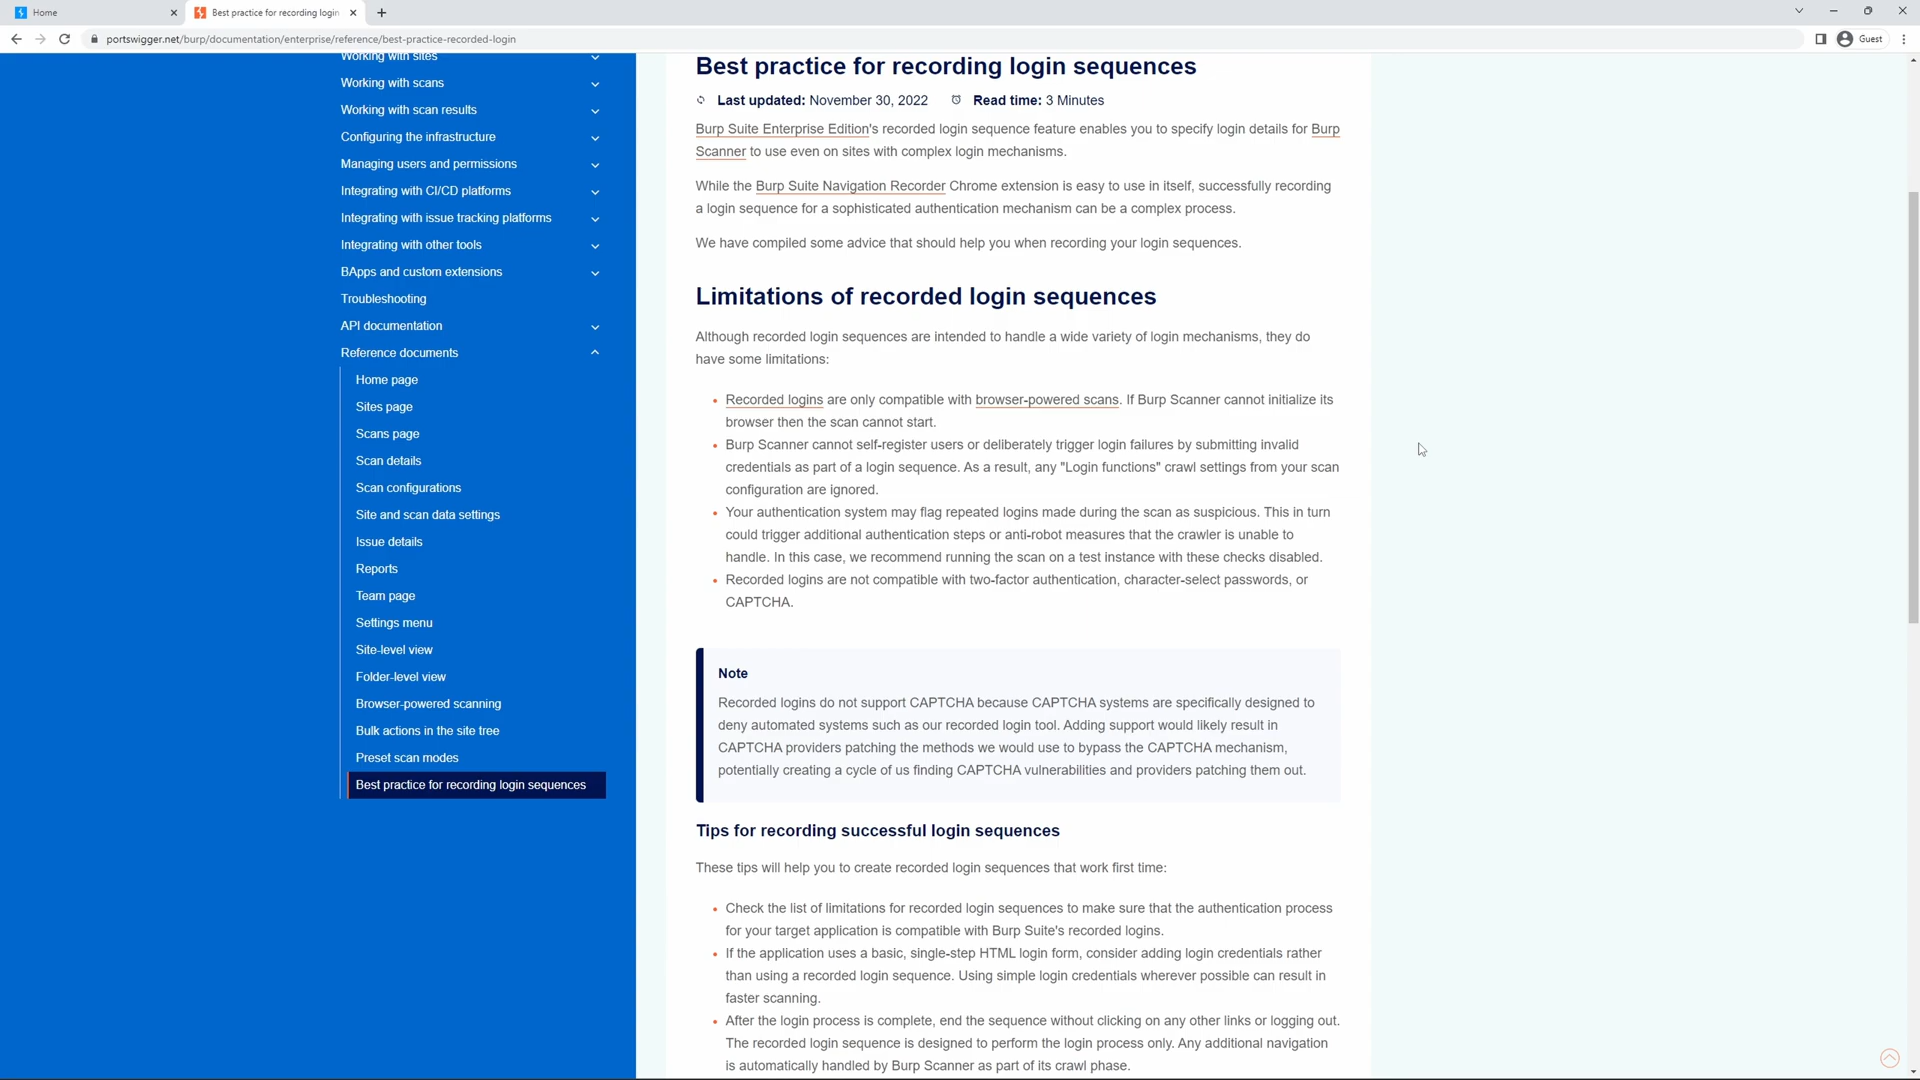 Home
Best practice for recording login
portswigger.net/burp/documentation/enterprise/reference/best-practice-recorded-login
Guest
Working with sites
Working with scans
Working with scan results
Configuring the infrastructure
Managing users and permissions
Integrating with CI/CD platforms
Integrating with issue tracking platforms
Integrating with other tools
BApps and custom extensions
Troubleshooting
API documentation
Reference documents
Home page
Sites page
Scans page
Scan details
Scan configurations
Site and scan data settings
Issue details
Reports
Team page
Settings menu
Site-level view
Folder-level view
Browser-powered scanning
Bulk actions in the site tree
Preset scan modes
Best practice for recording login sequences
Best practice for recording login sequences
Last updated: November 30, 2022 Read time: 3 Minutes
Burp Suite Enterprise Edition's recorded login sequence feature enables you to specify login details for Burp
Scanner to use even on sites with complex login mechanisms.
While the Burp Suite Navigation Recorder Chrome extension is easy to use in itself, successfully recording
a login sequence for a sophisticated authentication mechanism can be a complex process.
We have compiled some advice that should help you when recording your login sequences.
Limitations of recorded login sequences
Although recorded login sequences are intended to handle a wide variety of login mechanisms, they do
have some limitations:
• Recorded logins are only compatible with browser-powered scans. If Burp Scanner cannot initialize its
browser then the scan cannot start.
• Burp Scanner cannot self-register users or deliberately trigger login failures by submitting invalid
credentials as part of a login sequence. As a result, any "Login functions" crawl settings from your scan
configuration are ignored.
• Your authentication system may flag repeated logins made during the scan as suspicious. This in turn
could trigger additional authentication steps or anti-robot measures that the crawler is unable to
handle. In this case, we recommend running the scan on a test instance with these checks disabled.
• Recorded logins are not compatible with two-factor authentication, character-select passwords, or
CAPTCHA.
Note
Recorded logins do not support CAPTCHA because CAPTCHA systems are specifically designed to
deny automated systems such as our recorded login tool. Adding support would likely result in
CAPTCHA providers patching the methods we would use to bypass the CAPTCHA mechanism,
potentially creating a cycle of us finding CAPTCHA vulnerabilities and providers patching them out.
Tips for recording successful login sequences
These tips will help you to create recorded login sequences that work first time:
• Check the list of limitations for recorded login sequences to make sure that the authentication process
for your target application is compatible with Burp Suite's recorded logins.
• If the application uses a basic, single-step HTML login form, consider adding login credentials rather
than using a recorded login sequence. Using simple login credentials wherever possible can result in
faster scanning.
• After the login process is complete, end the sequence without clicking on any other links or logging out.
The recorded login sequence is designed to perform the login process only. Any additional navigation
is automatically handled by Burp Scanner as part of its crawl phase.